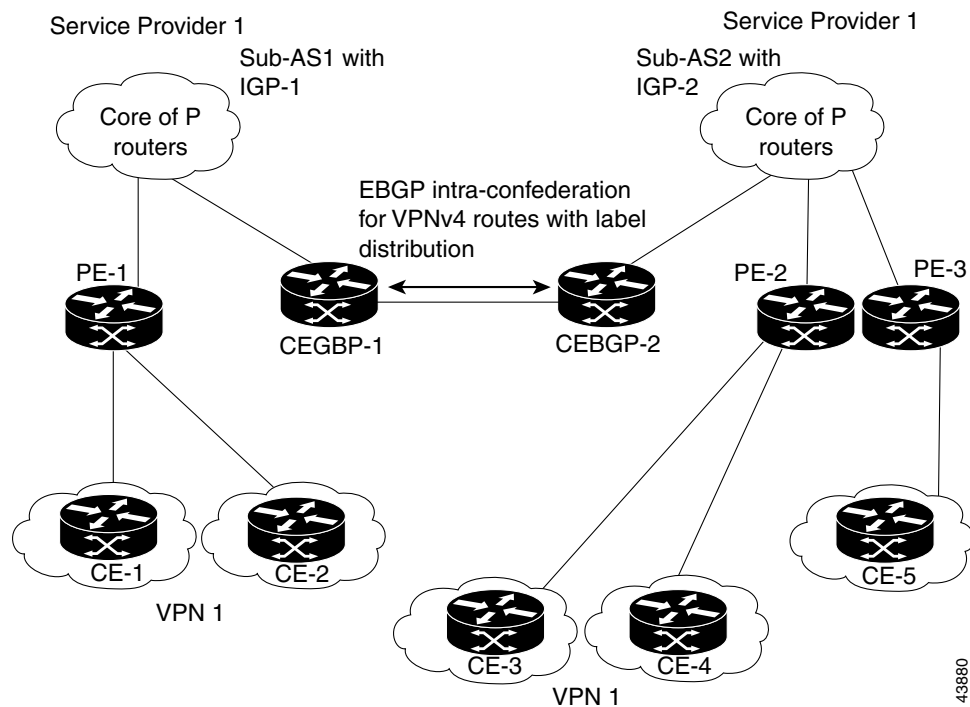 Service Provider 1
Service Provider 1
Sub-AS1 with
IGP-1
Sub-AS2 with
IGP-2
Core of P
routers
Core of P
routers
EBGP intra-confederation
for VPNv4 routes with label
distribution
PE-1
PE-2
PE-3
CEGBP-1
CEBGP-2
CE-1
CE-2
CE-5
VPN 1
CE-3
CE-4
VPN 1
43880